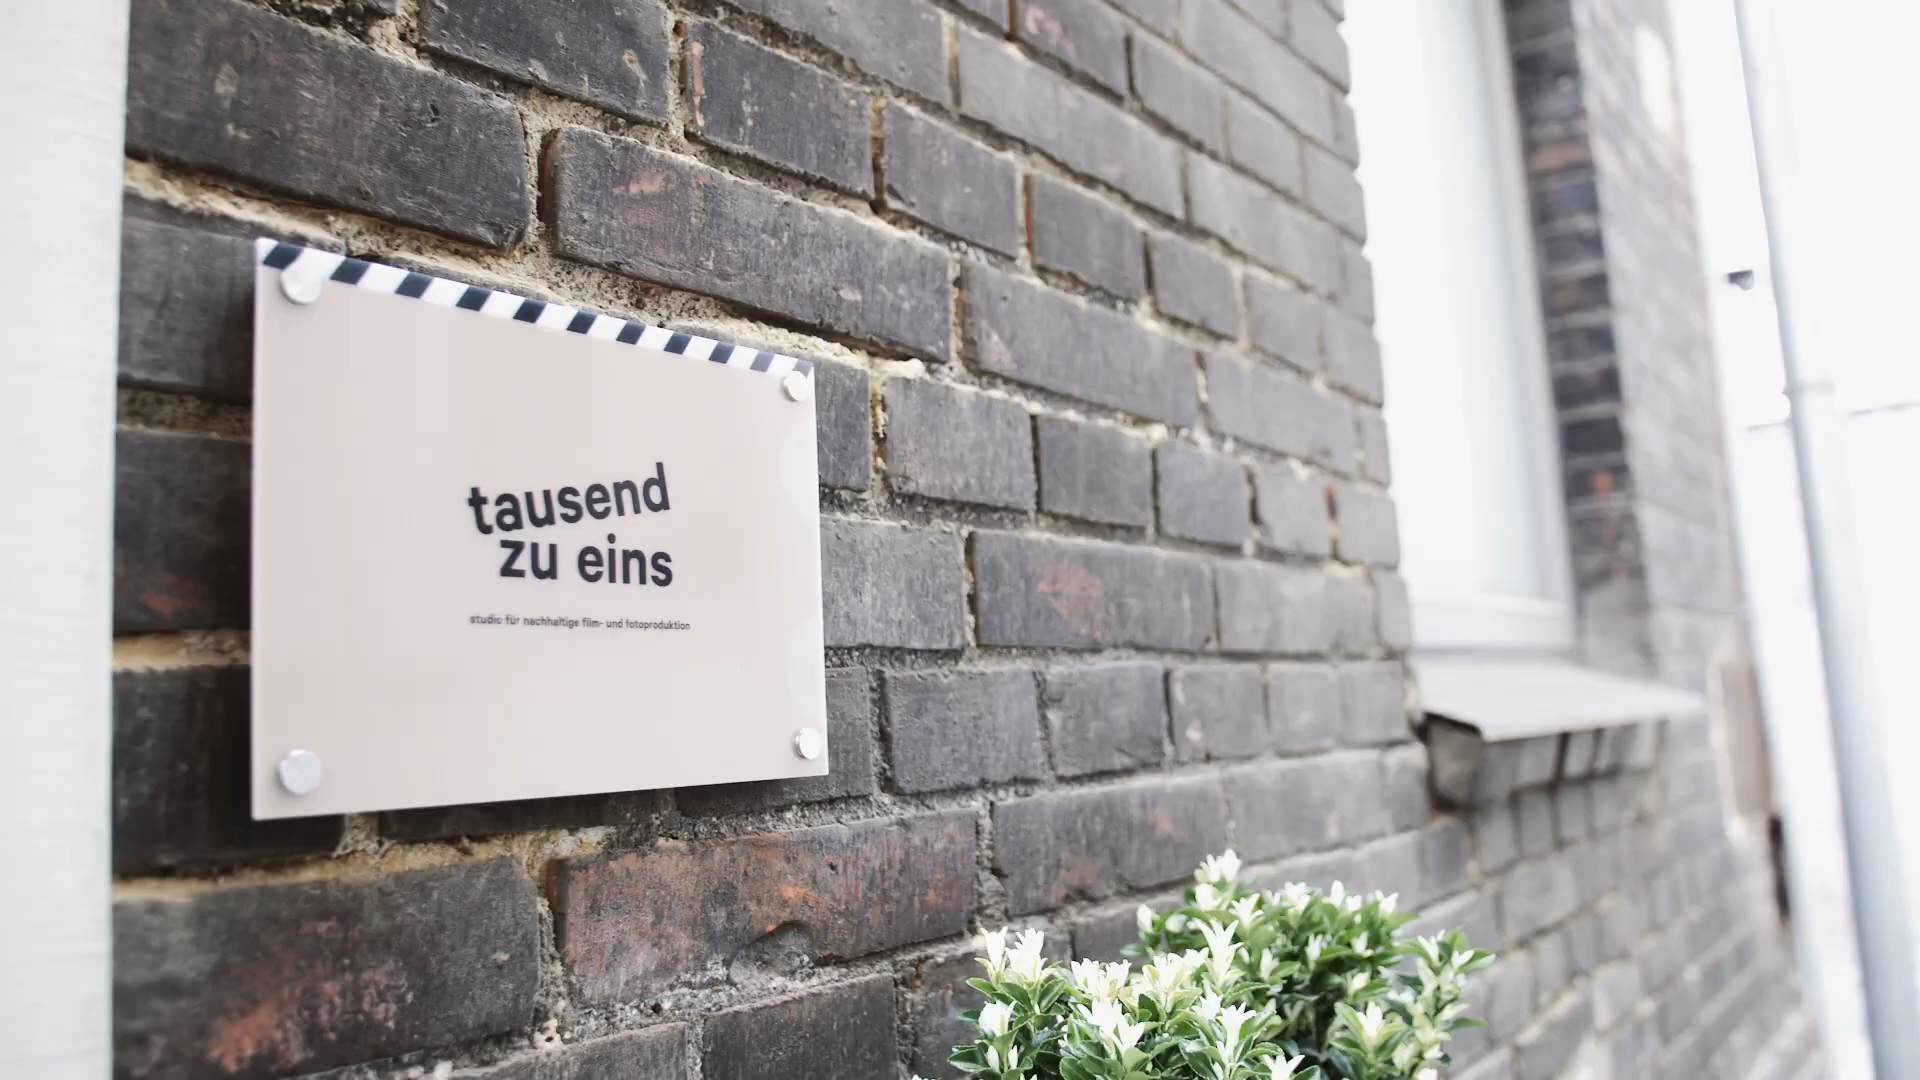 tausend
zu eins
studio für nachhaltige film- und fotoproduktion